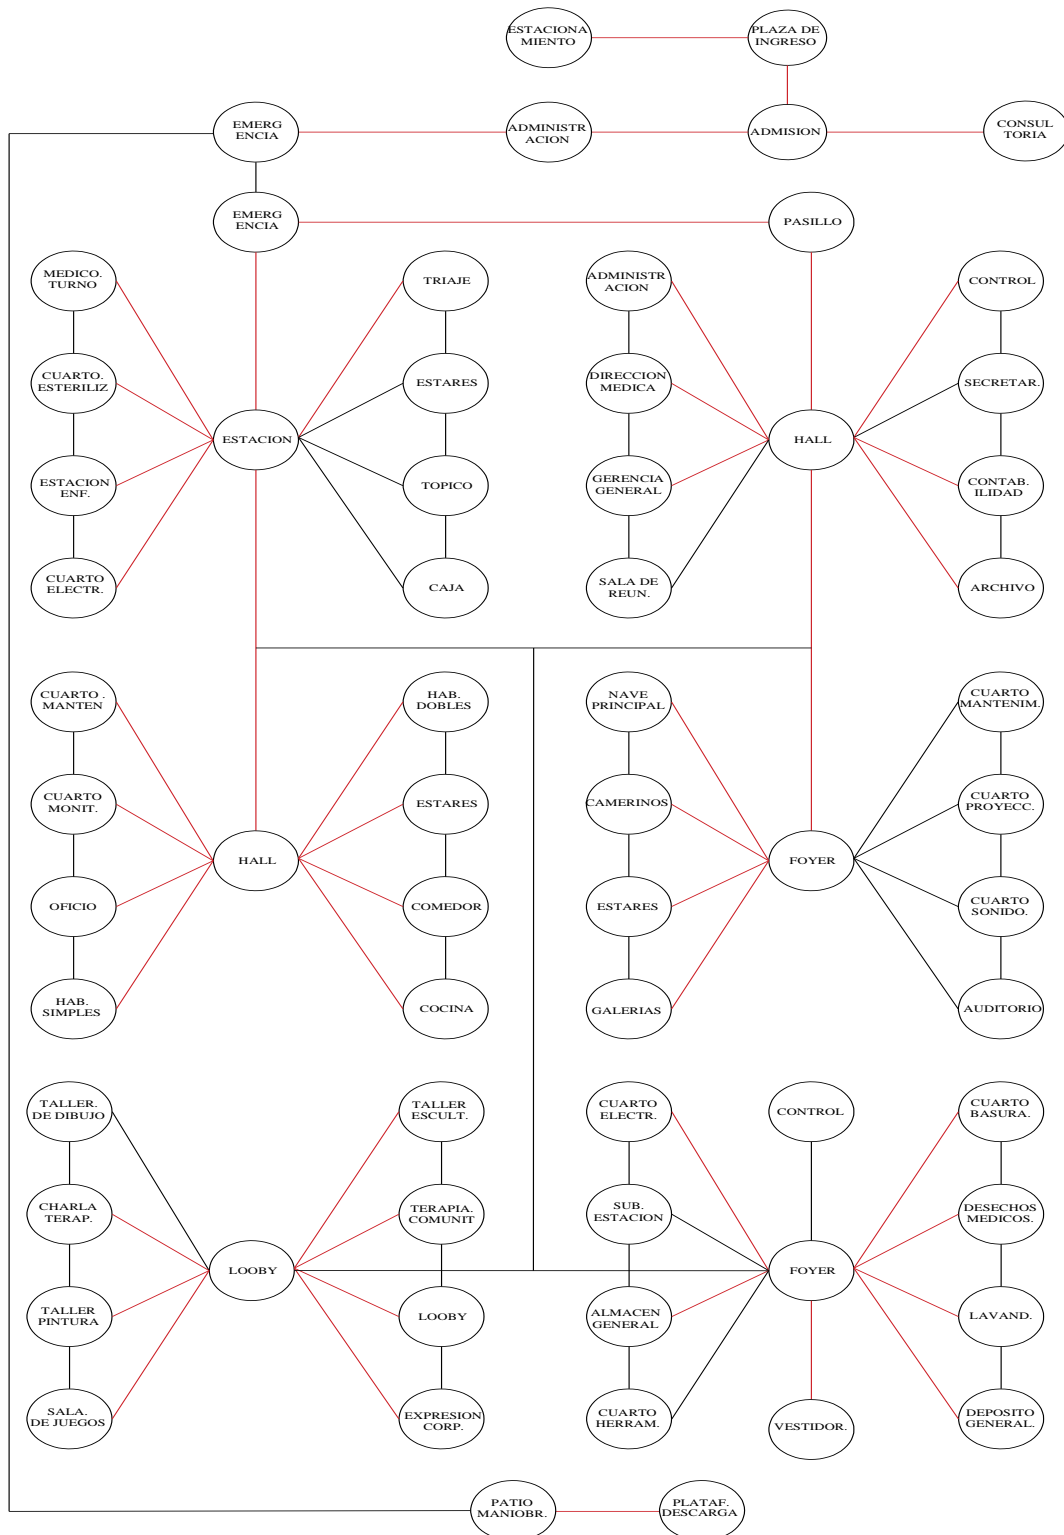 ESTACIONA
MIENTO
PLAZA DE
INGRESO
EMERG
ENCIA
ADMINISTR
ACION
ADMISION
CONSUL
TORIA
EMERG
ENCIA
PASILLO
MEDICO.
TURNO
TRIAJE
ADMINISTR
ACION
CONTROL
CUARTO.
ESTERILIZ
ESTARES
DIRECCION
MEDICA
SECRETAR.
ESTACION
HALL
ESTACION
ENF.
TOPICO
GERENCIA
GENERAL
CONTAB.
ILIDAD
CUARTO
ELECTR.
CAJA
SALA DE
REUN.
ARCHIVO
CUARTO .
MANTEN
HAB.
DOBLES
NAVE
PRINCIPAL
CUARTO
MANTENIM.
CUARTO
MONIT.
ESTARES
CAMERINOS
CUARTO
PROYECC.
HALL
FOYER
OFICIO
COMEDOR
ESTARES
CUARTO
SONIDO.
HAB.
SIMPLES
COCINA
GALERIAS
AUDITORIO
TALLER.
DE DIBUJO
TALLER
ESCULT.
CUARTO
ELECTR.
CONTROL
CUARTO
BASURA.
CHARLA
TERAP.
TERAPIA.
COMUNIT
SUB.
ESTACION
DESECHOS
MEDICOS.
LOOBY
FOYER
TALLER
PINTURA
LOOBY
ALMACEN
GENERAL
LAVAND.
SALA.
DE JUEGOS
EXPRESION
CORP.
CUARTO
HERRAM.
VESTIDOR.
DEPOSITO
GENERAL.
PATIO
MANIOBR.
PLATAF.
DESCARGA